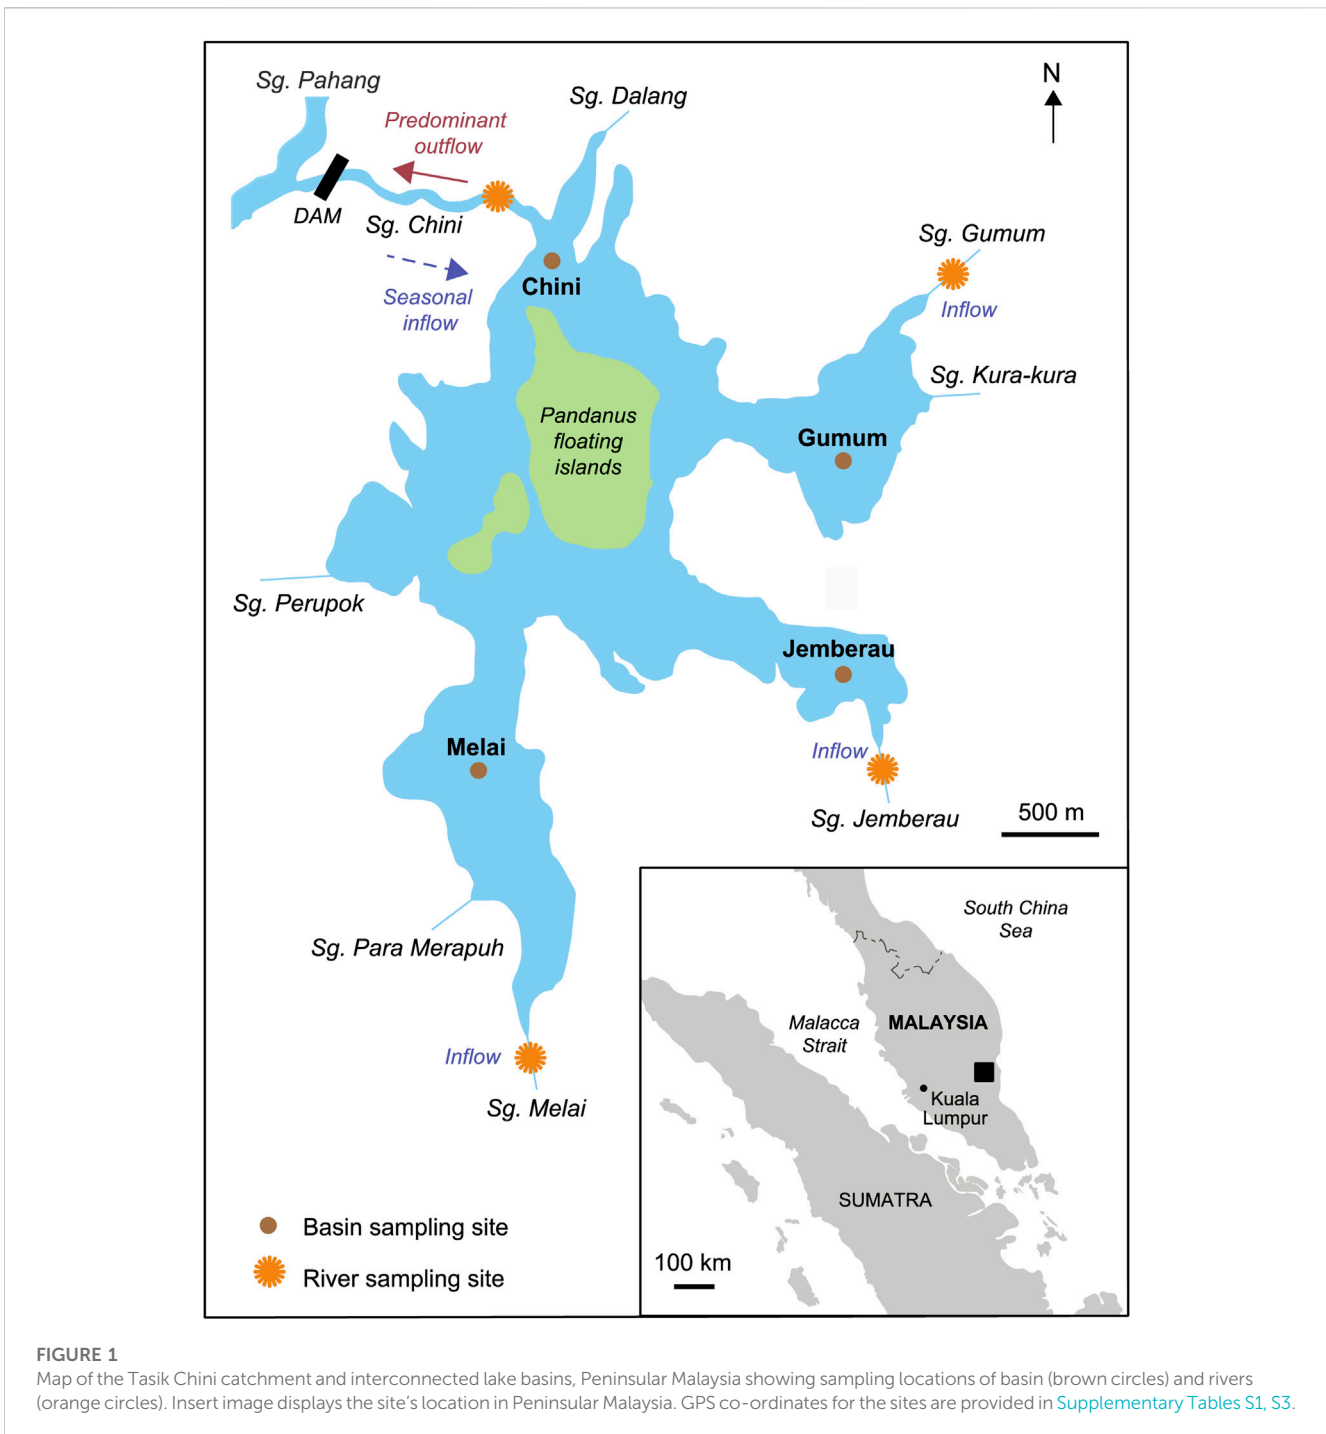 Sg. Pahang
Sg. Dalang
N
Predominant
outflow
DAM
Sg. Chini
Sg. Gumum
Chini
Seasonal
inflow
Inflow
Sg. Kura-kura
Pandanus
floating
islands
Gumum
Sg. Perupok
Jemberau
Melai
Inflow
Sg. Jemberau
500 m
Sg. Para Merapuh
Inflow
Sg. Melai
South China
Sea
Malacca
Strait
MALAYSIA
Kuala
Lumpur
SUMATRA
100 km
Basin sampling site
River sampling site
FIGURE 1
Map of the Tasik Chini catchment and interconnected lake basins, Peninsular Malaysia showing sampling locations of basin (brown circles) and rivers
(orange circles). Insert image displays the site's location in Peninsular Malaysia. GPS co-ordinates for the sites are provided in Supplementary Tables S1, S3.